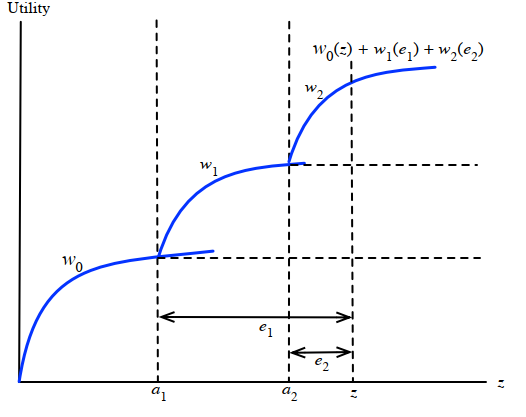 Utility
w₀(z) + w₁(e₁) + w₂(e₂)
w₂
w₁
w₀
e₁
e₂
a₁
a₂
z
z